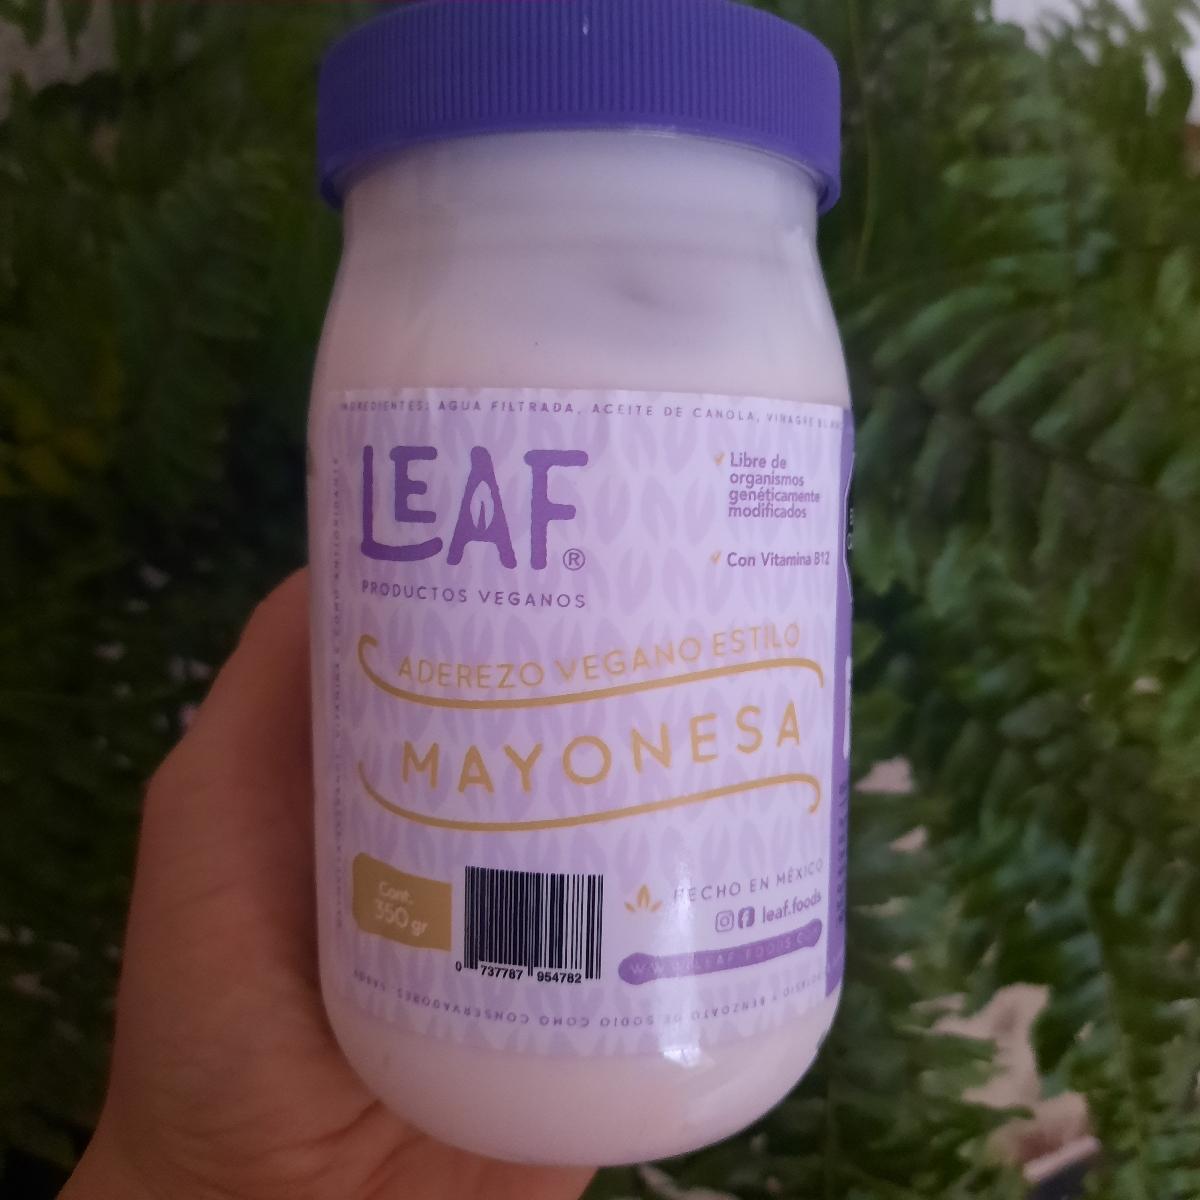 INGREDIENTES: AGUA FILTRADA, ACEITE DE CANOLA, VINAGRE BLAN
LEAF®
PRODUCTOS VEGANOS
Libre de
organismos
genéticamente
modificados
Con Vitamina B12
ADEREZO VEGANO ESTILO
MAYONESA
Cont.
350 gr
0 737787 954782
HECHO EN MÉXICO
leaf.foods
Y BENZOATO DE SODIO COMO CONSERVADORES,